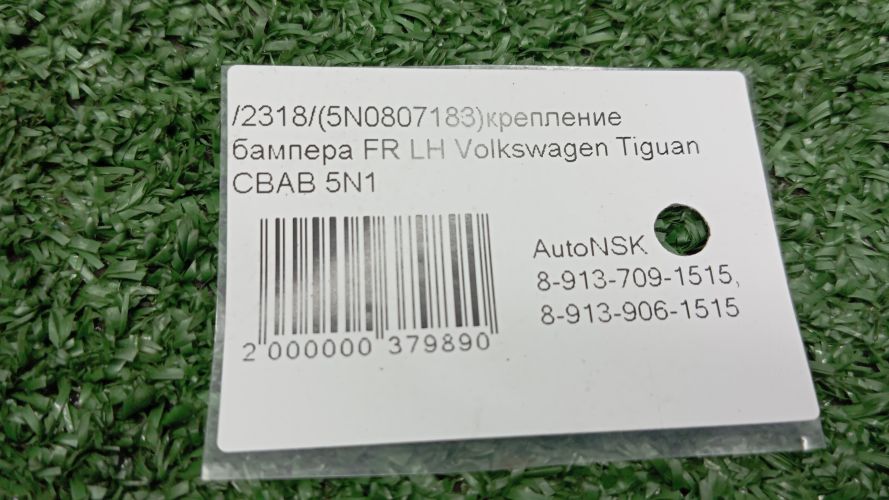 /2318/(5N0807183)крепление
бампера FR LH Volkswagen Tiguan
CBAB 5N1
AutoNSK
8-913-709-1515,
8-913-906-1515
2 000000 379890